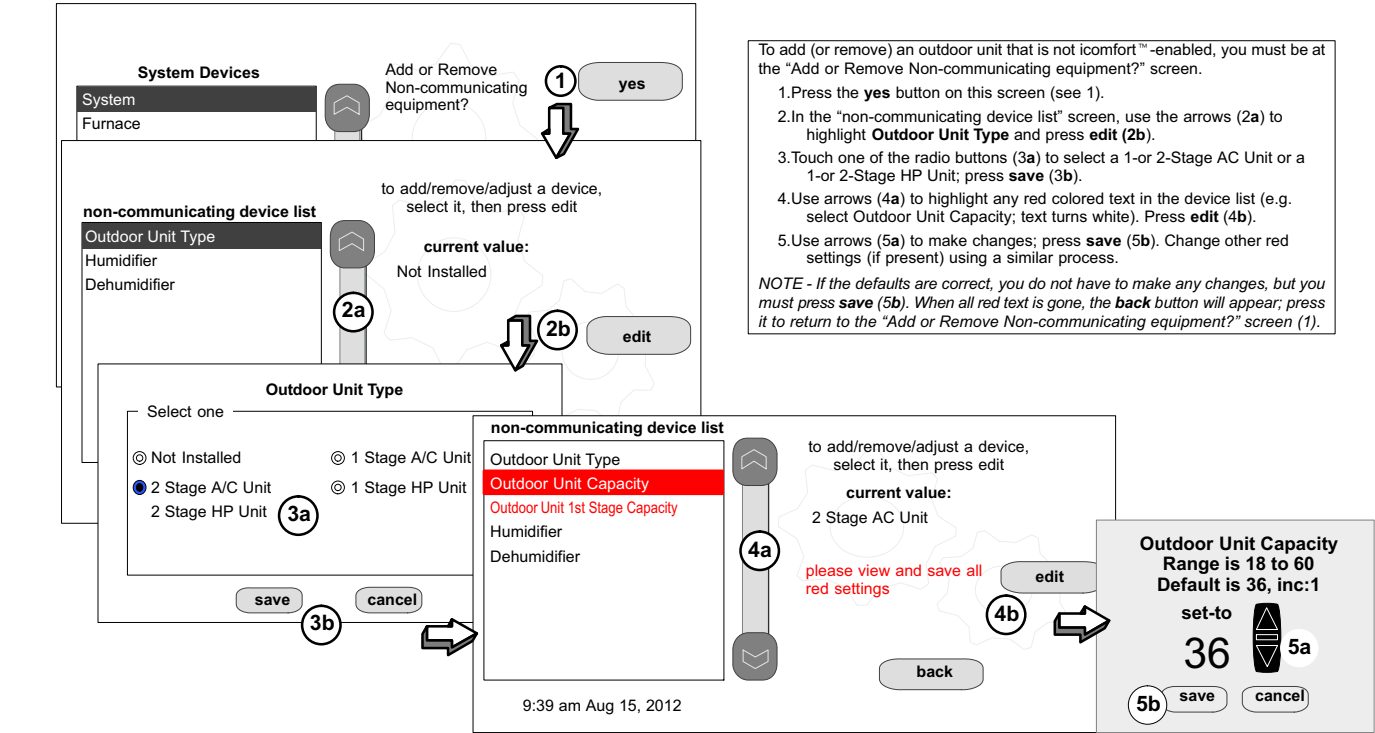 System Devices
System
Furnace
Add or Remove
Non-communicating
equipment?
1
yes
To add (or remove) an outdoor unit that is not icomfort™-enabled, you must be at
the “Add or Remove Non-communicating equipment?” screen.
1.Press the yes button on this screen (see 1).
2.In the “non-communicating device list” screen, use the arrows (2a) to
highlight Outdoor Unit Type and press edit (2b).
3.Touch one of the radio buttons (3a) to select a 1-or 2-Stage AC Unit or a
1-or 2-Stage HP Unit; press save (3b).
4.Use arrows (4a) to highlight any red colored text in the device list (e.g.
select Outdoor Unit Capacity; text turns white). Press edit (4b).
5.Use arrows (5a) to make changes; press save (5b). Change other red
settings (if present) using a similar process.
NOTE - If the defaults are correct, you do not have to make any changes, but you
must press save (5b). When all red text is gone, the back button will appear; press
it to return to the “Add or Remove Non-communicating equipment?” screen (1).
non-communicating device list
Outdoor Unit Type
Humidifier
Dehumidifier
2a
to add/remove/adjust a device,
select it, then press edit
current value:
Not Installed
2b
edit
Outdoor Unit Type
Select one
Not Installed
1 Stage A/C Unit
2 Stage A/C Unit
1 Stage HP Unit
2 Stage HP Unit
3a
save
cancel
3b
non-communicating device list
Outdoor Unit Type
Outdoor Unit Capacity
Outdoor Unit 1st Stage Capacity
Humidifier
Dehumidifier
4a
to add/remove/adjust a device,
select it, then press edit
current value:
2 Stage AC Unit
please view and save all
red settings
edit
4b
back
9:39 am Aug 15, 2012
Outdoor Unit Capacity
Range is 18 to 60
Default is 36, inc:1
set-to
36
5a
5b
save
cancel